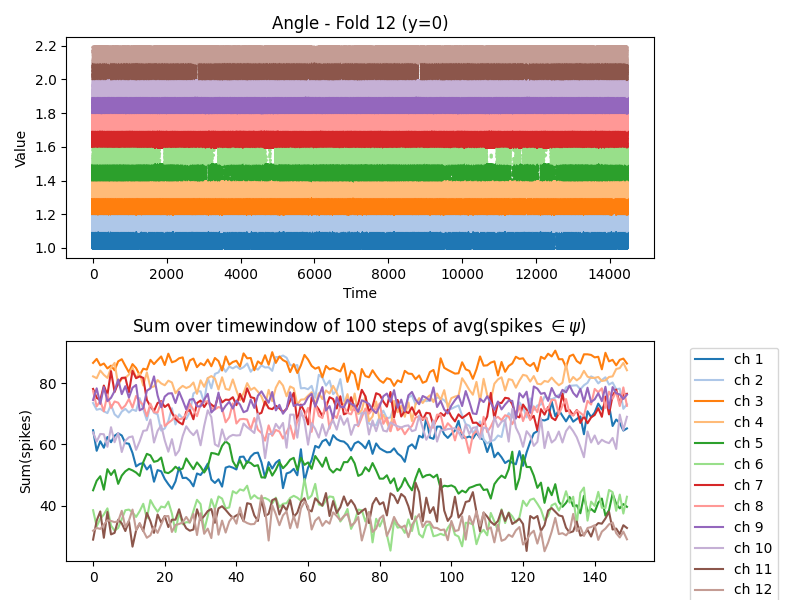 Angle - Fold 12 (y=0)
Value
2.2
2.0
1.8
1.6
1.4
1.2
1.0
0 2000 4000 6000 8000 10000 12000 14000
Time
Sum over timewindow of 100 steps of avg(spikes ∈ ψ)
Sum(spikes)
80
60
40
0 20 40 60 80 100 120 140
ch 1
ch 2
ch 3
ch 4
ch 5
ch 6
ch 7
ch 8
ch 9
ch 10
ch 11
ch 12